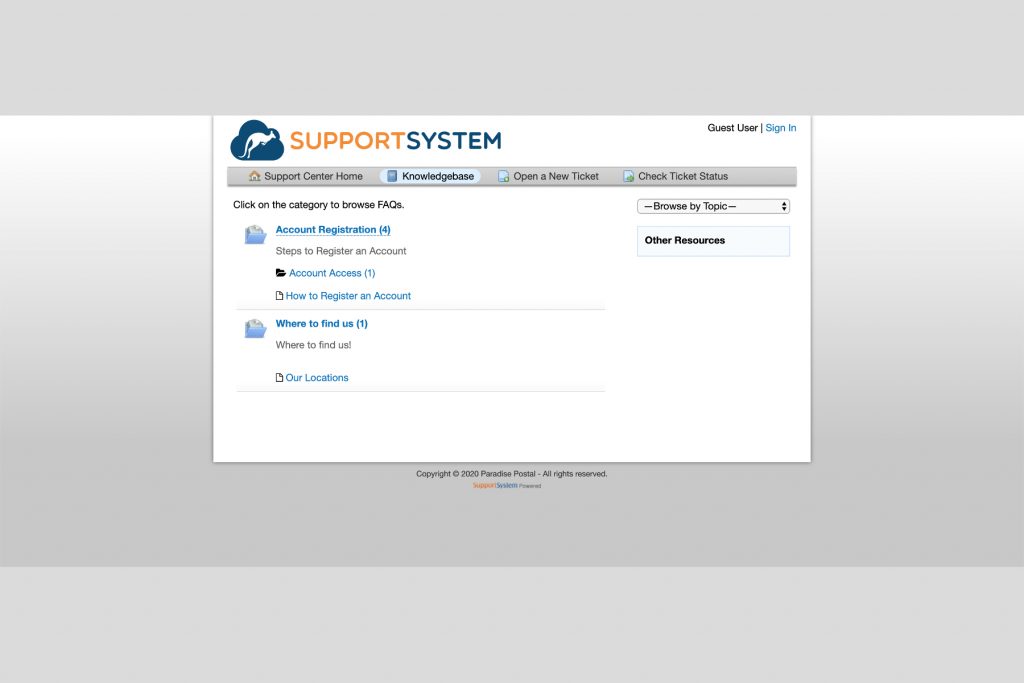 SUPPORTSYSTEM
Guest User | Sign In
Support Center Home Knowledgebase Open a New Ticket Check Ticket Status
Click on the category to browse FAQs.
Account Registration (4)
Steps to Register an Account
Account Access (1)
How to Register an Account
Where to find us (1)
Where to find us!
Our Locations
—Browse by Topic—
Other Resources
Copyright © 2020 Paradise Postal - All rights reserved.
SupportSystem Powered